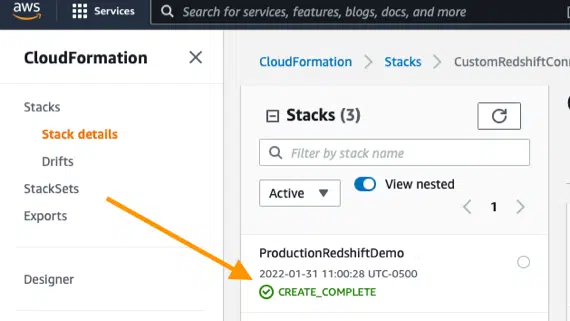 aws
Services
Search for services, features, blogs, docs, and more
CloudFormation
Stacks
Stack details
Drifts
StackSets
Exports
Designer
CloudFormation > Stacks >
Stacks (3)
Filter by stack name
Active
View nested
1
ProductionRedshiftDemo
2022-01-31 11:00:28 UTC-0500
CREATE_COMPLETE